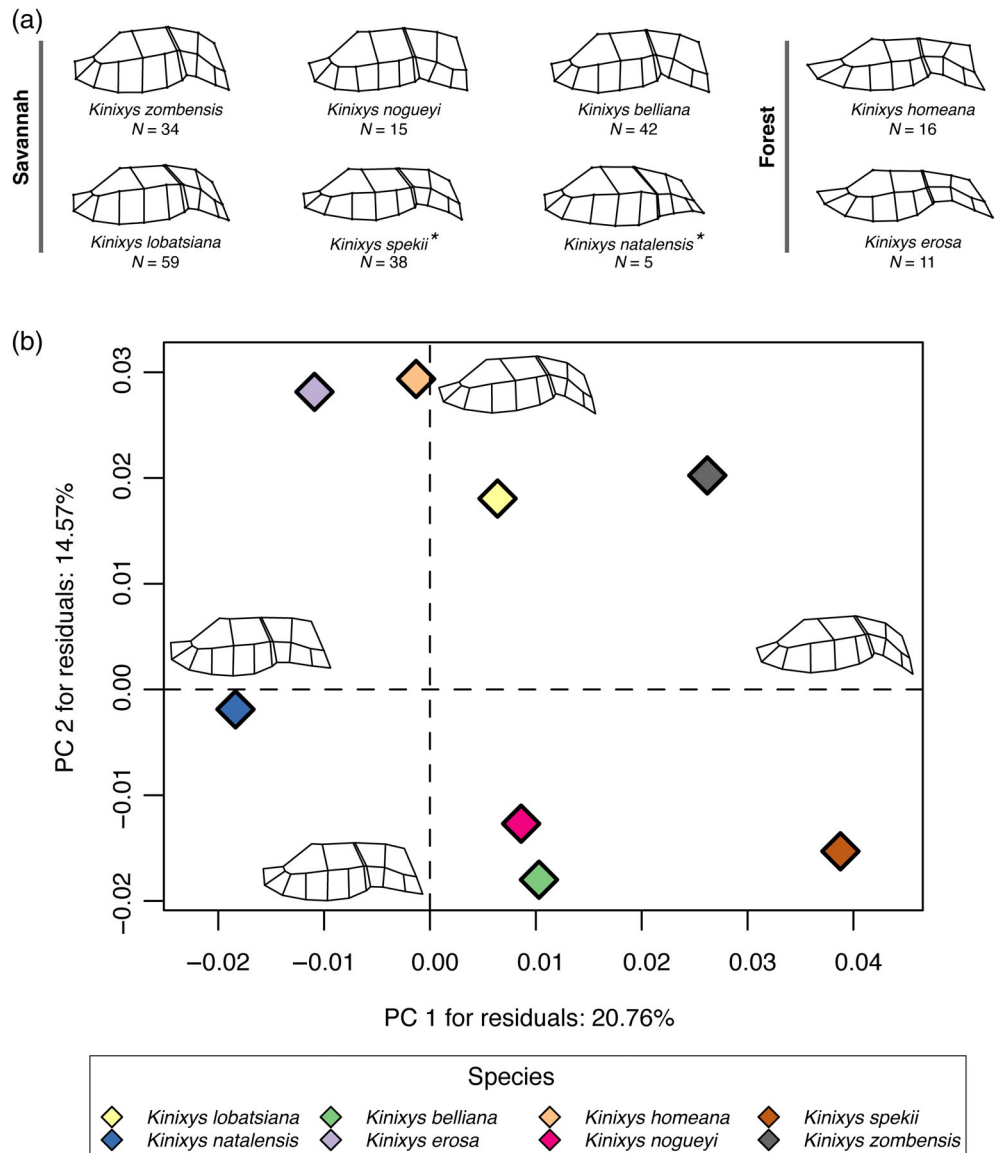 (a)
Savannah
Kinixys zombensis
N = 34
Kinixys nogueyi
N = 15
Kinixys belliana
N = 42
Forest
Kinixys homeana
N = 16
Kinixys lobatsiana
N = 59
Kinixys spekii*
N = 38
Kinixys natalensis*
N = 5
Kinixys erosa
N = 11
(b)
PC 2 for residuals: 14.57%
0.03
0.02
0.01
0.00
−0.01
−0.02
−0.02 −0.01 0.00 0.01 0.02 0.03 0.04
PC 1 for residuals: 20.76%
Species
Kinixys lobatsiana Kinixys belliana Kinixys homeana Kinixys spekii
Kinixys natalensis Kinixys erosa Kinixys nogueyi Kinixys zombensis